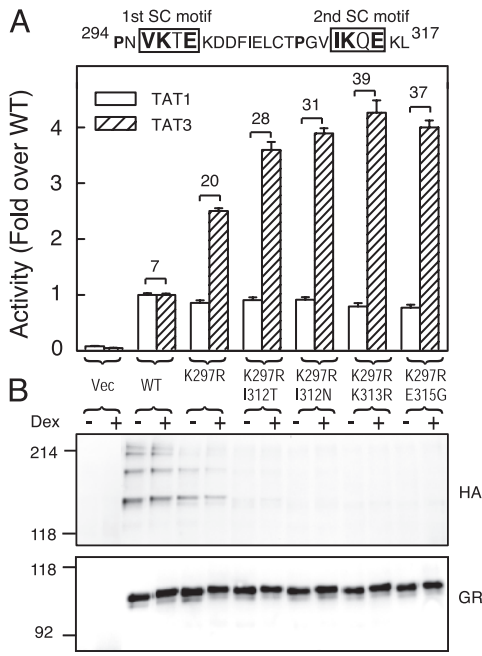 A
1st SC motif 2nd SC motif
294 PNVKTEKDDFIELCTPGVIKQEKL 317
Activity (Fold over WT)
4
3
2
1
0
TAT1
TAT3
7 20 28 31 39 37
Vec WT K297R K297R I312T K297R I312N K297R K313R K297R E315G
B
Dex - + - + - + - + - + - + - +
214
118
HA
118
92
GR